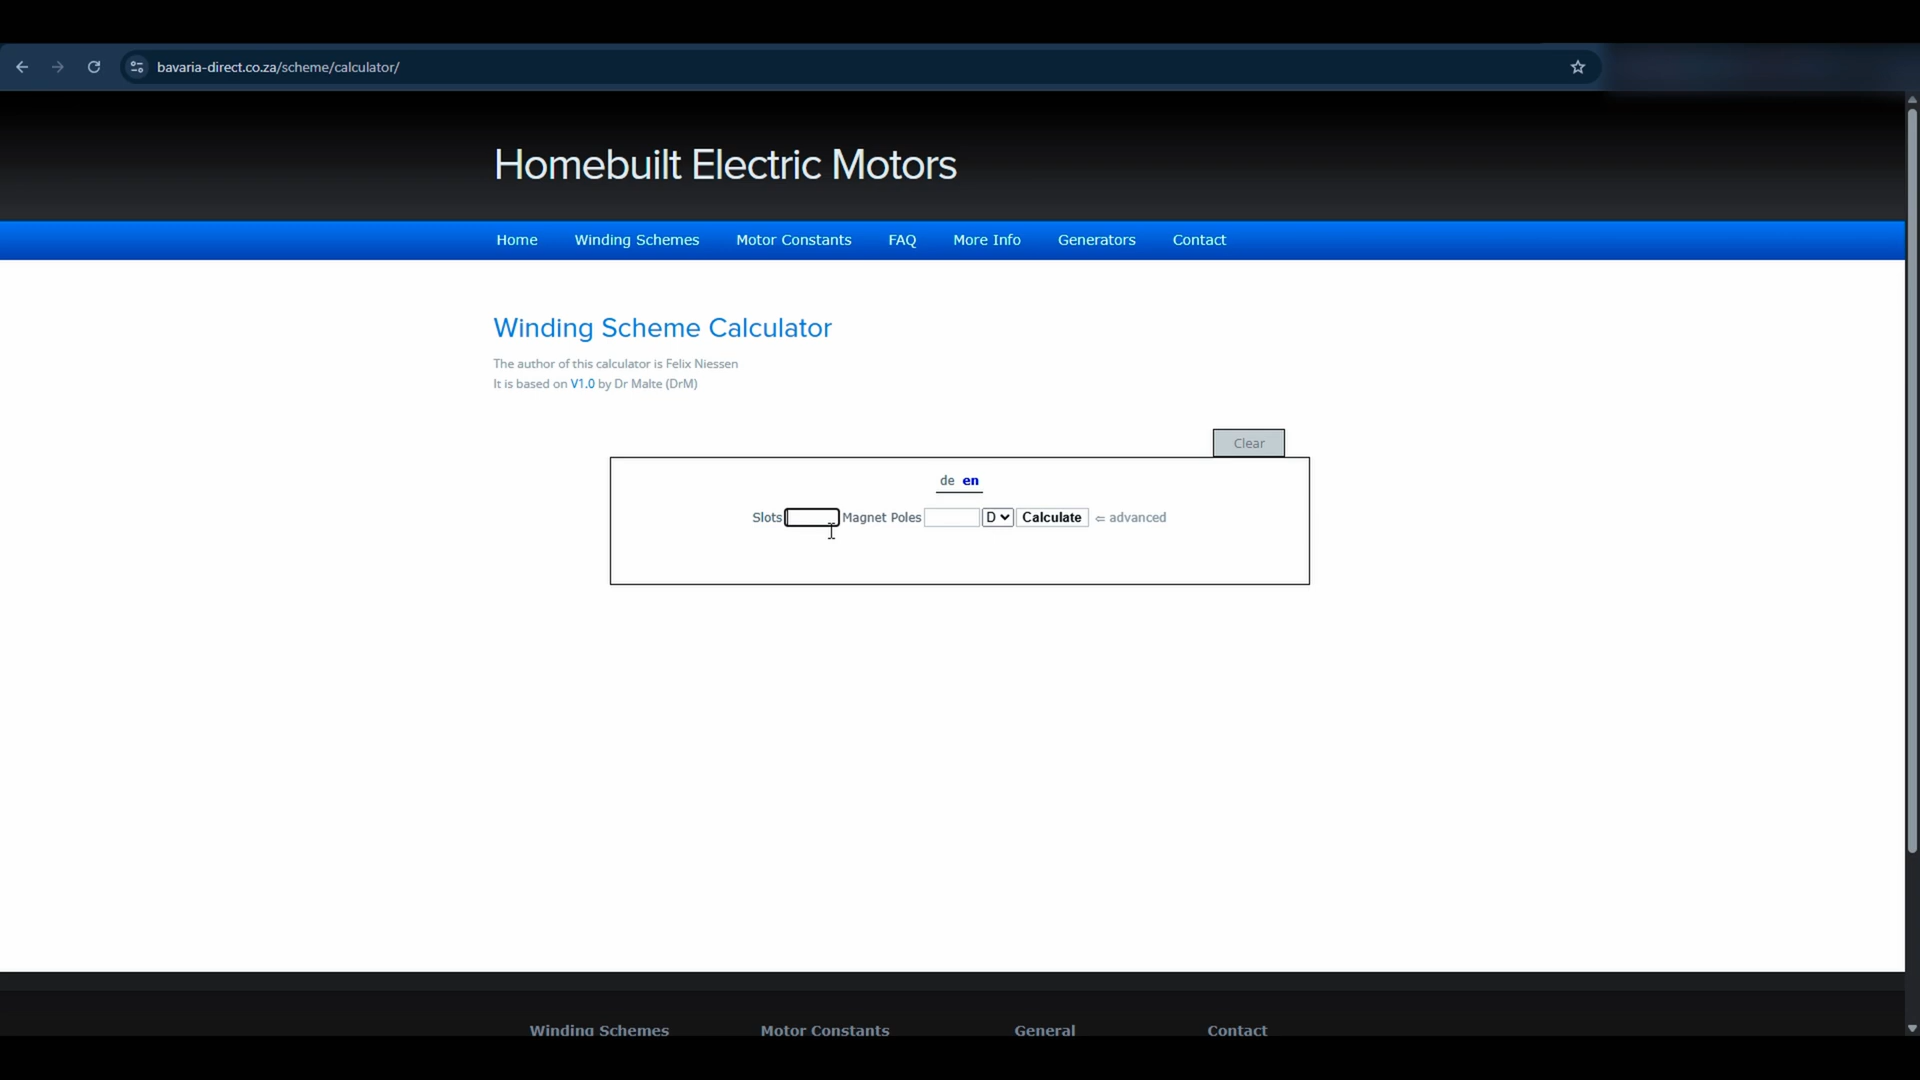 bavaria-direct.co.za/scheme/calculator/
Homebuilt Electric Motors
Home Winding Schemes Motor Constants FAQ More Info Generators Contact
Winding Scheme Calculator
The author of this calculator is Felix Niessen
It is based on V1.0 by Dr Malte (DrM)
Clear
de en
Slots Magnet Poles D Calculate ⇐ advanced
Winding Schemes Motor Constants General Contact